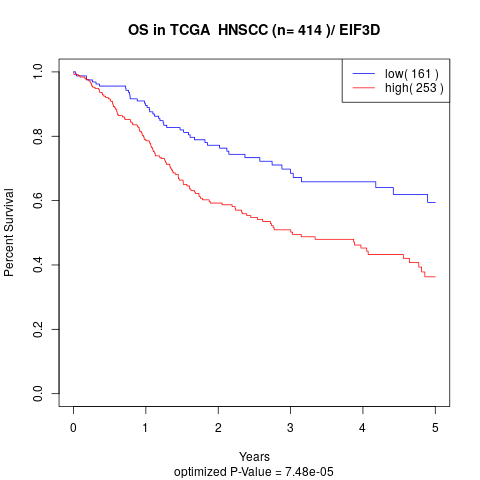 OS in TCGA  HNSCC (n= 414 )/ EIF3D
low( 161 )
high( 253 )
Percent Survival
1.0
0.8
0.6
0.4
0.2
0.0
0 1 2 3 4 5
Years
optimized P-Value = 7.48e-05